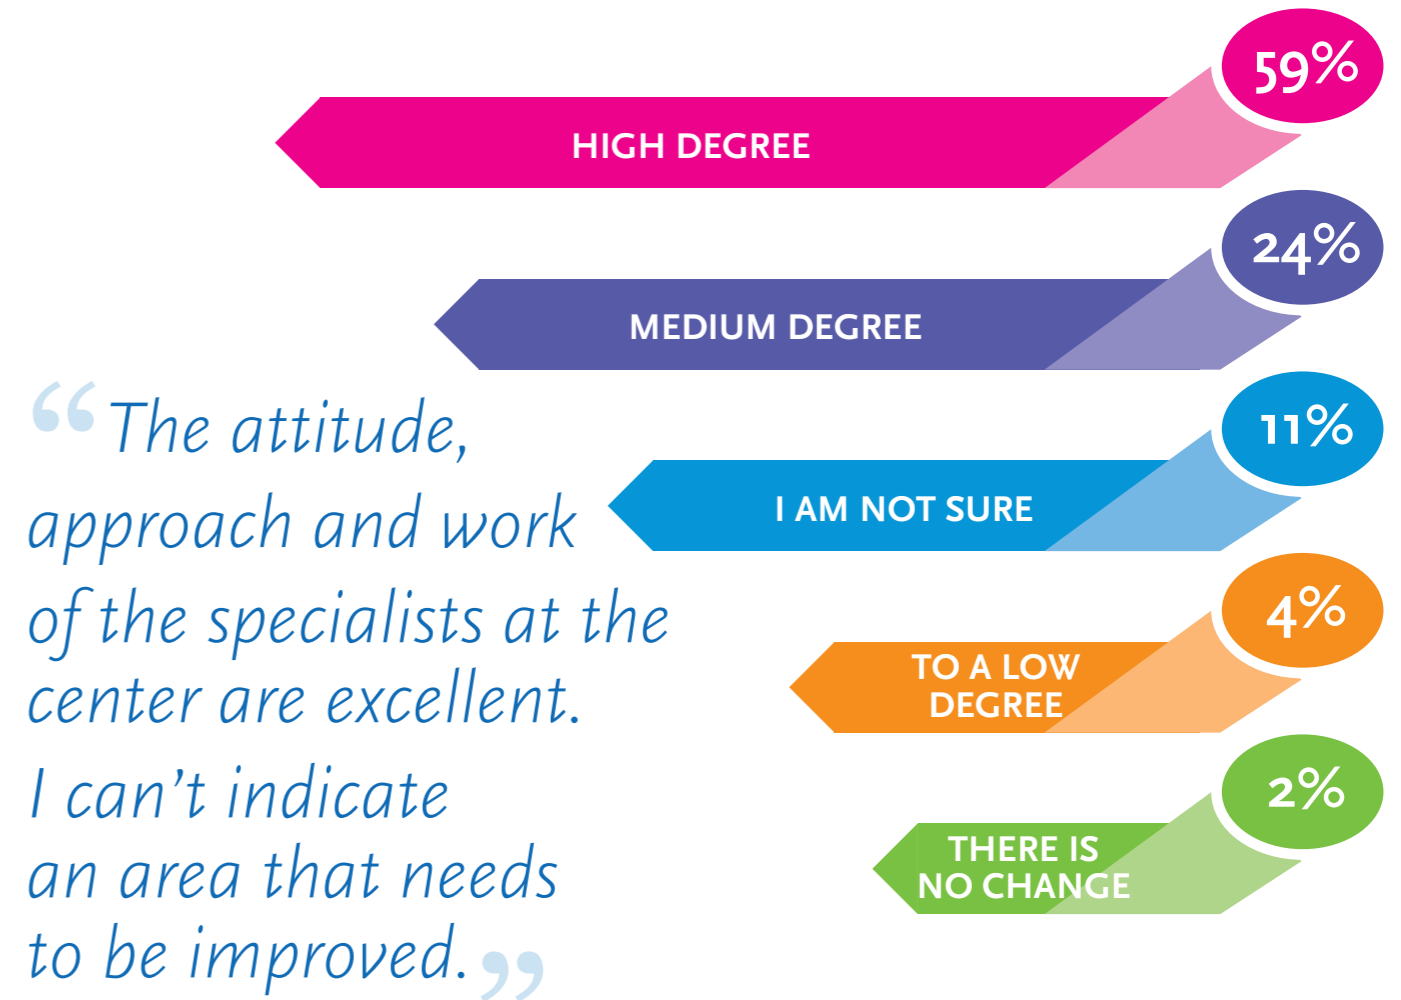 59%
HIGH DEGREE
24%
MEDIUM DEGREE
11%
I AM NOT SURE
4%
TO A LOW
DEGREE
2%
THERE IS
NO CHANGE
“The attitude,
approach and work
of the specialists at the
center are excellent.
I can’t indicate
an area that needs
to be improved.”